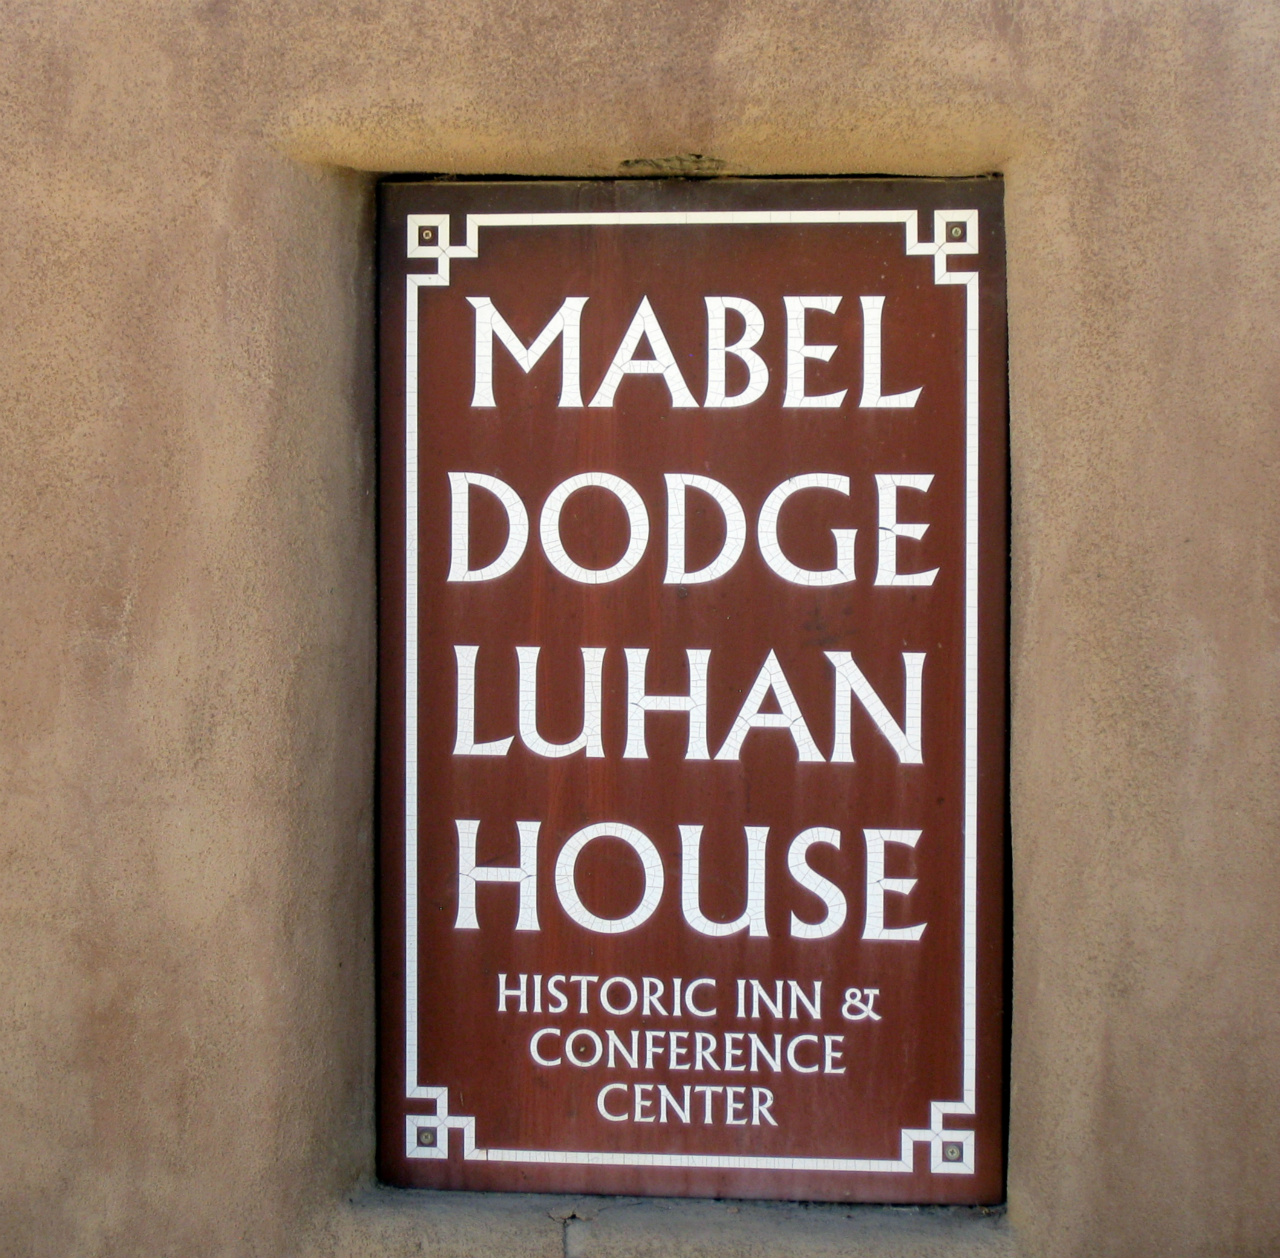 MABEL
DODGE
LUHAN
HOUSE
HISTORIC INN &
CONFERENCE
CENTER